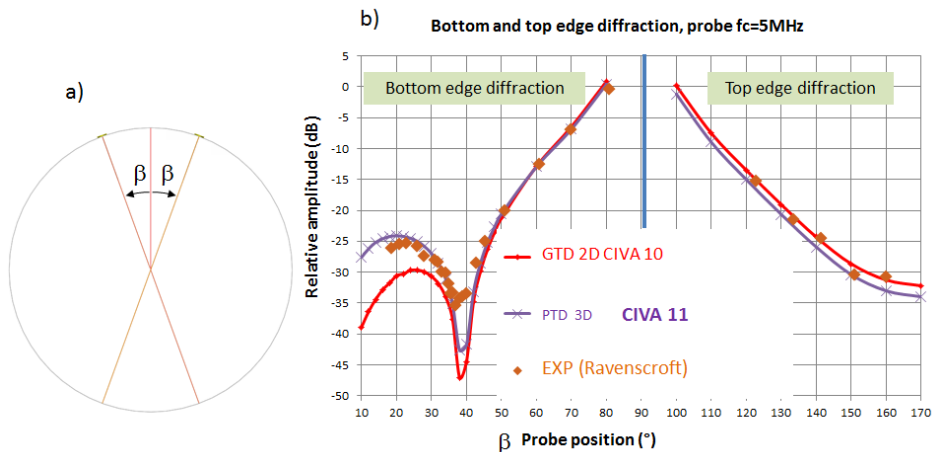 a)
β β
b)
Bottom and top edge diffraction, probe fc=5MHz
Relative amplitude (dB)
5
0
-5
-10
-15
-20
-25
-30
-35
-40
-45
-50
Bottom edge diffraction
Top edge diffraction
GTD 2D CIVA 10
PTD 3D CIVA 11
EXP (Ravenscroft)
10 20 30 40 50 60 70 80 90 100 110 120 130 140 150 160 170
β Probe position (°)